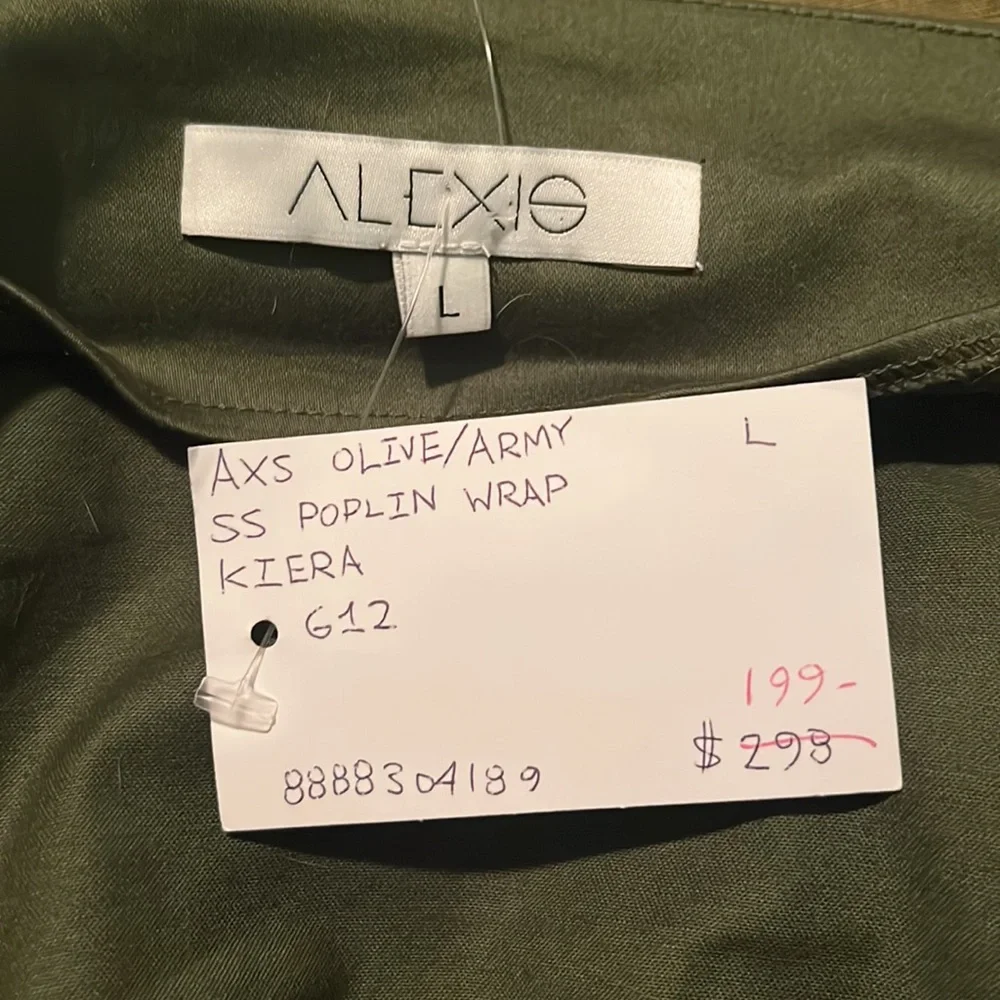 ALEXIS
L
AXS OLIVE/ARMY L
SS POPLIN WRAP
KIERA
G12
199-
$ 298
8888304189